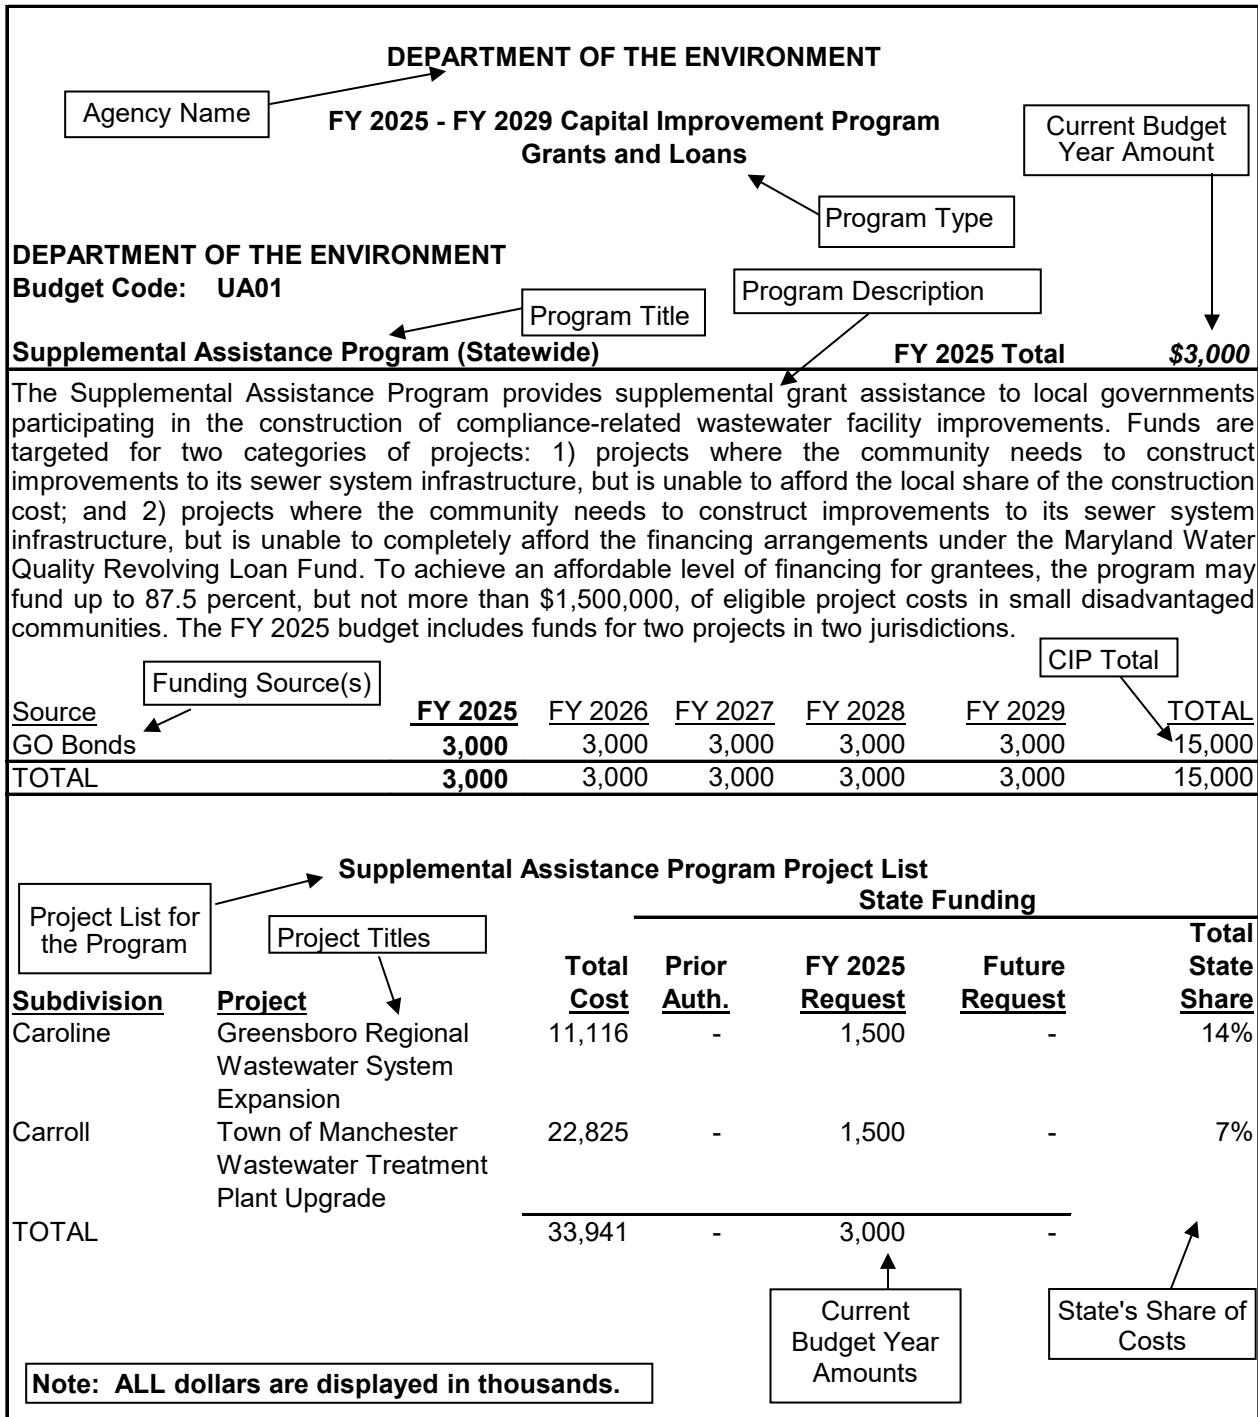 DEPARTMENT OF THE ENVIRONMENT
Agency Name
FY 2025 - FY 2029 Capital Improvement Program
Grants and Loans
Current Budget
Year Amount
Program Type
DEPARTMENT OF THE ENVIRONMENT
Budget Code: UA01
Program Description
Program Title
Supplemental Assistance Program (Statewide) FY 2025 Total $3,000
The Supplemental Assistance Program provides supplemental grant assistance to local governments
participating in the construction of compliance-related wastewater facility improvements. Funds are
targeted for two categories of projects: 1) projects where the community needs to construct
improvements to its sewer system infrastructure, but is unable to afford the local share of the construction
cost; and 2) projects where the community needs to construct improvements to its sewer system
infrastructure, but is unable to completely afford the financing arrangements under the Maryland Water
Quality Revolving Loan Fund. To achieve an affordable level of financing for grantees, the program may
fund up to 87.5 percent, but not more than $1,500,000, of eligible project costs in small disadvantaged
communities. The FY 2025 budget includes funds for two projects in two jurisdictions.
CIP Total
Funding Source(s)
Source FY 2025 FY 2026 FY 2027 FY 2028 FY 2029 TOTAL
GO Bonds 3,000 3,000 3,000 3,000 3,000 15,000
TOTAL 3,000 3,000 3,000 3,000 3,000 15,000
Supplemental Assistance Program Project List
State Funding
Project List for
the Program
Project Titles
Total
Total Prior FY 2025 Future State
Subdivision Project Cost Auth. Request Request Share
Caroline Greensboro Regional 11,116 - 1,500 - 14%
Wastewater System
Expansion
Carroll Town of Manchester 22,825 - 1,500 - 7%
Wastewater Treatment
Plant Upgrade
TOTAL 33,941 - 3,000 -
Current
Budget Year
Amounts
State's Share of
Costs
Note: ALL dollars are displayed in thousands.